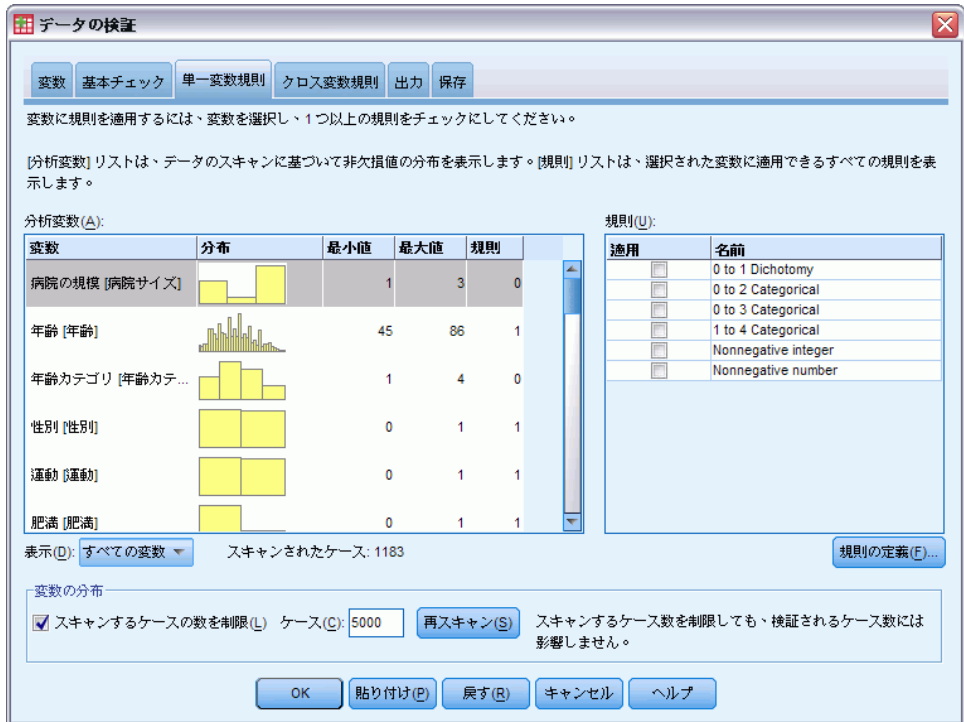 データの検証
変数 基本チェック 単一変数規則 クロス変数規則 出力 保存
変数に規則を適用するには、変数を選択し、1 つ以上の規則をチェックにしてください。
[分析変数] リストは、データのスキャンに基づいて非欠損値の分布を表示します。[規則] リストは、選択された変数に適用できるすべての規則を表
示します。
分析変数(A):
変数 分布 最小値 最大値 規則
病院の規模 [病院サイズ] 1 3 0
年齢 [年齢] 45 86 1
年齢カテゴリ [年齢カテ... 1 4 0
性別 [性別] 0 1 1
運動 [運動] 0 1 1
肥満 [肥満] 0 1 1
規則(U):
適用 名前
0 to 1 Dichotomy
0 to 2 Categorical
0 to 3 Categorical
1 to 4 Categorical
Nonnegative integer
Nonnegative number
表示(D): すべての変数 スキャンされたケース: 1183
規則の定義(F)...
変数の分布
スキャンするケースの数を制限(L) ケース(C): 5000 再スキャン(S)
スキャンするケース数を制限しても、検証されるケース数には
影響しません。
OK 貼り付け(P) 戻す(R) キャンセル ヘルプ